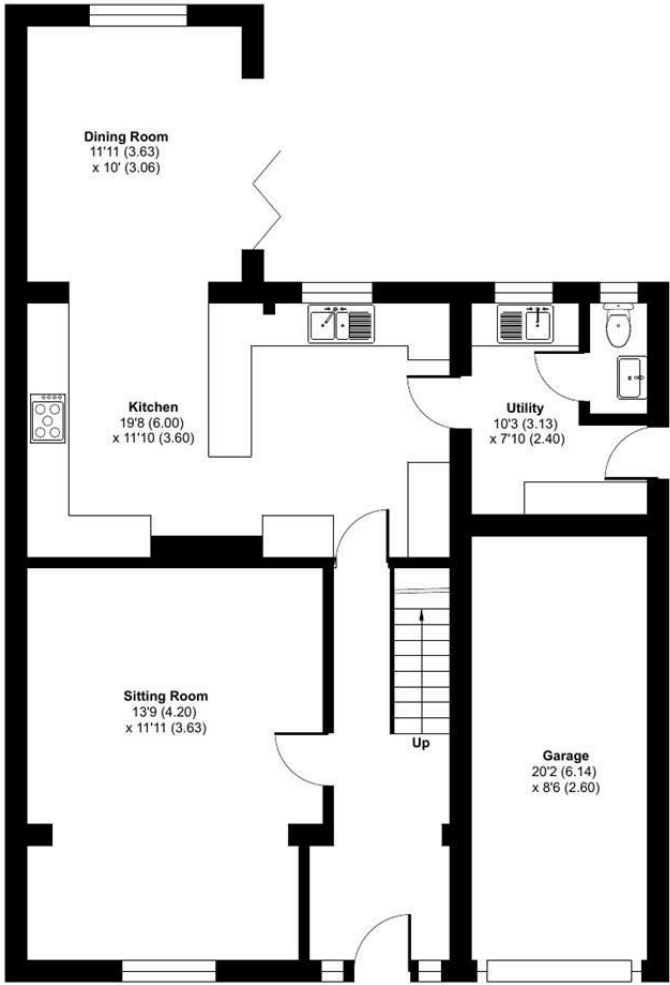 Dining Room
11'11 (3.63)
x 10' (3.06)
Kitchen
19'8 (6.00)
x 11'10 (3.60)
Utility
10'3 (3.13)
x 7'10 (2.40)
Sitting Room
13'9 (4.20)
x 11'11 (3.63)
Up
Garage
20'2 (6.14)
x 8'6 (2.60)